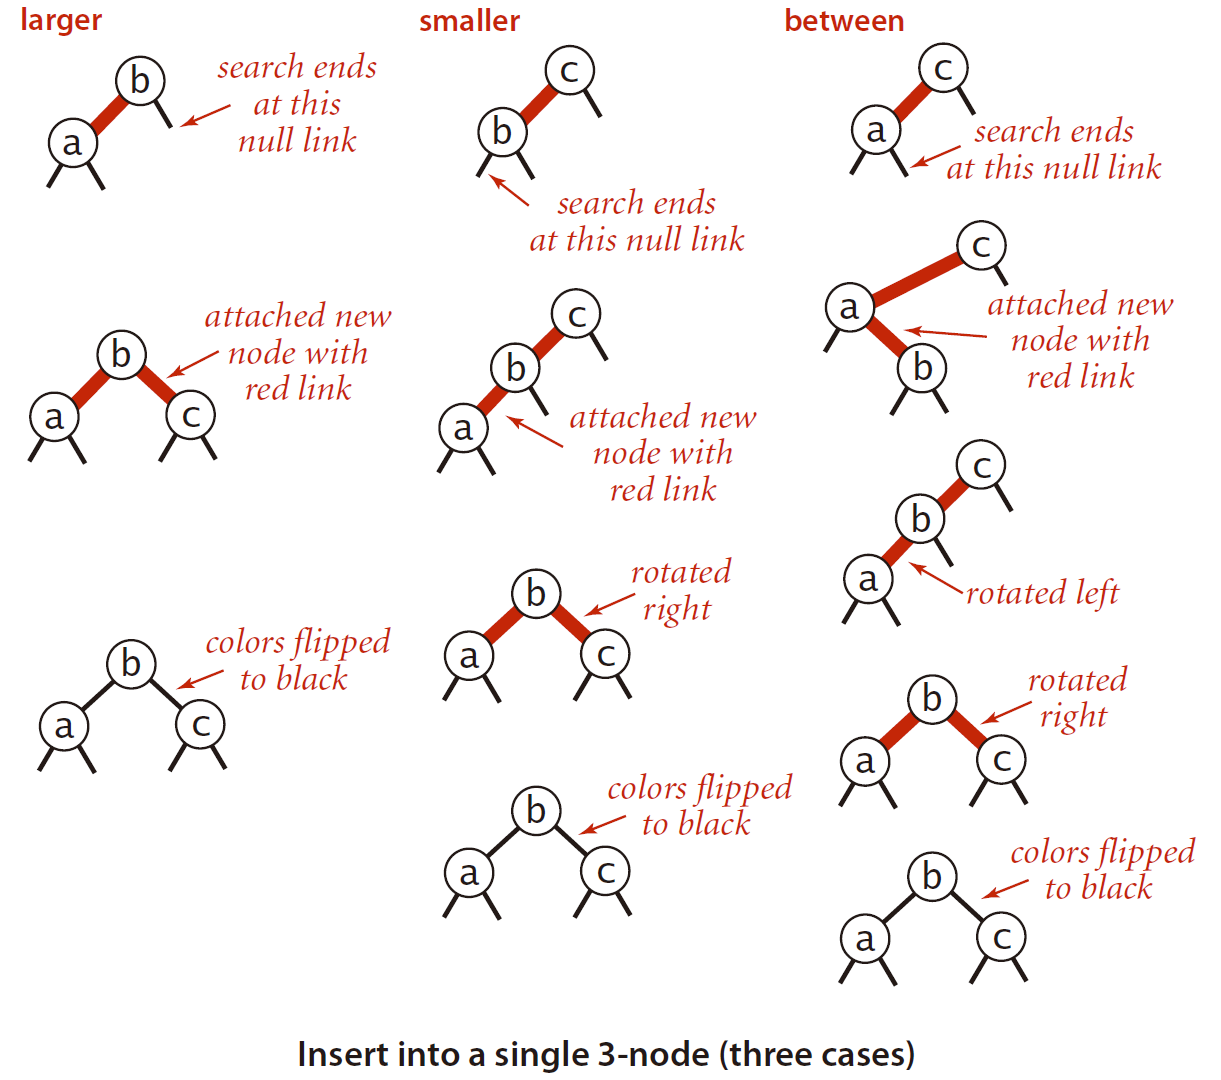 larger
b
search ends
at this
null link
a
b
attached new
node with
red link
a
c
b
colors flipped
to black
a
c
smaller
c
b
search ends
at this null link
c
b
a
attached new
node with
red link
b
rotated
right
a
c
b
colors flipped
to black
a
c
between
c
a
search ends
at this null link
c
a
attached new
node with
red link
b
c
b
a
rotated left
b
rotated
right
a
c
b
colors flipped
to black
a
c
Insert into a single 3-node (three cases)